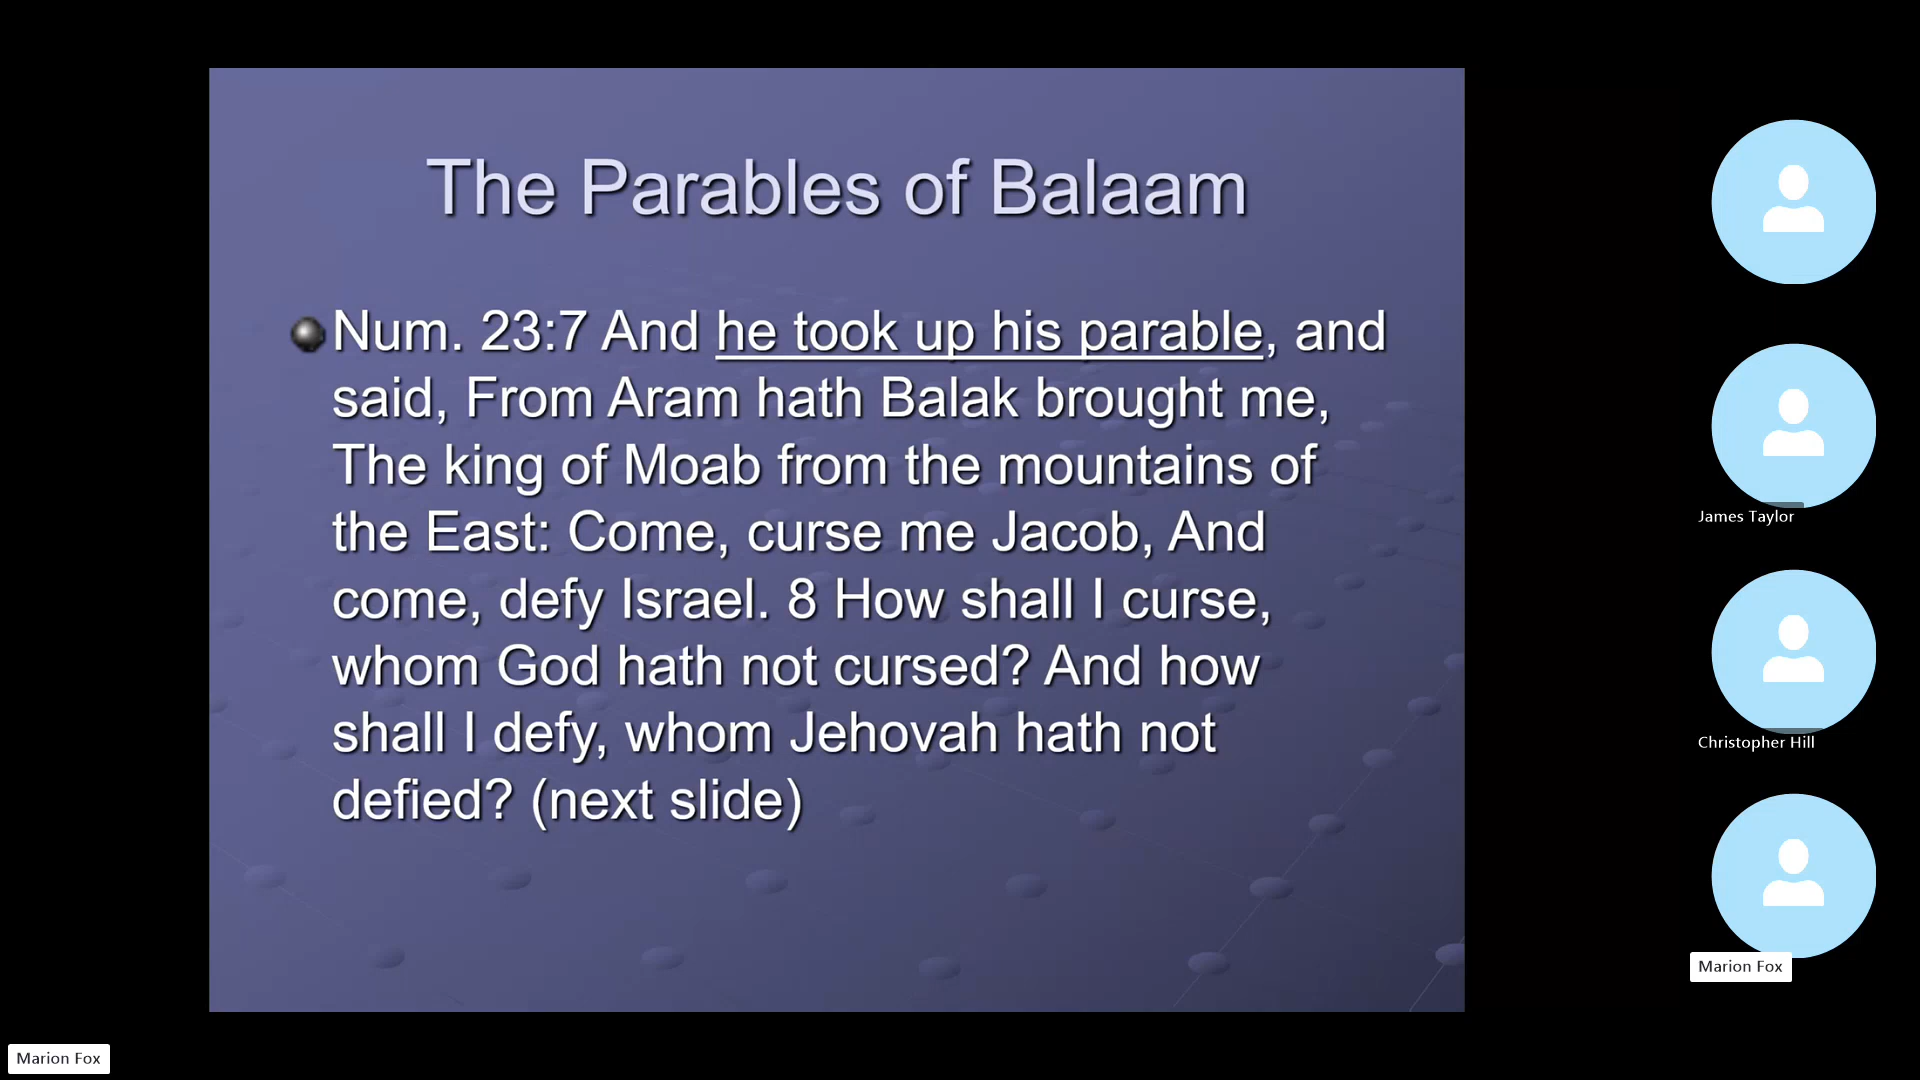 The Parables of Balaam
Num. 23:7 And he took up his parable, and
said, From Aram hath Balak brought me,
The king of Moab from the mountains of
the East: Come, curse me Jacob, And
come, defy Israel. 8 How shall I curse,
whom God hath not cursed? And how
shall I defy, whom Jehovah hath not
defied? (next slide)
James Taylor
Christopher Hill
Marion Fox
Marion Fox